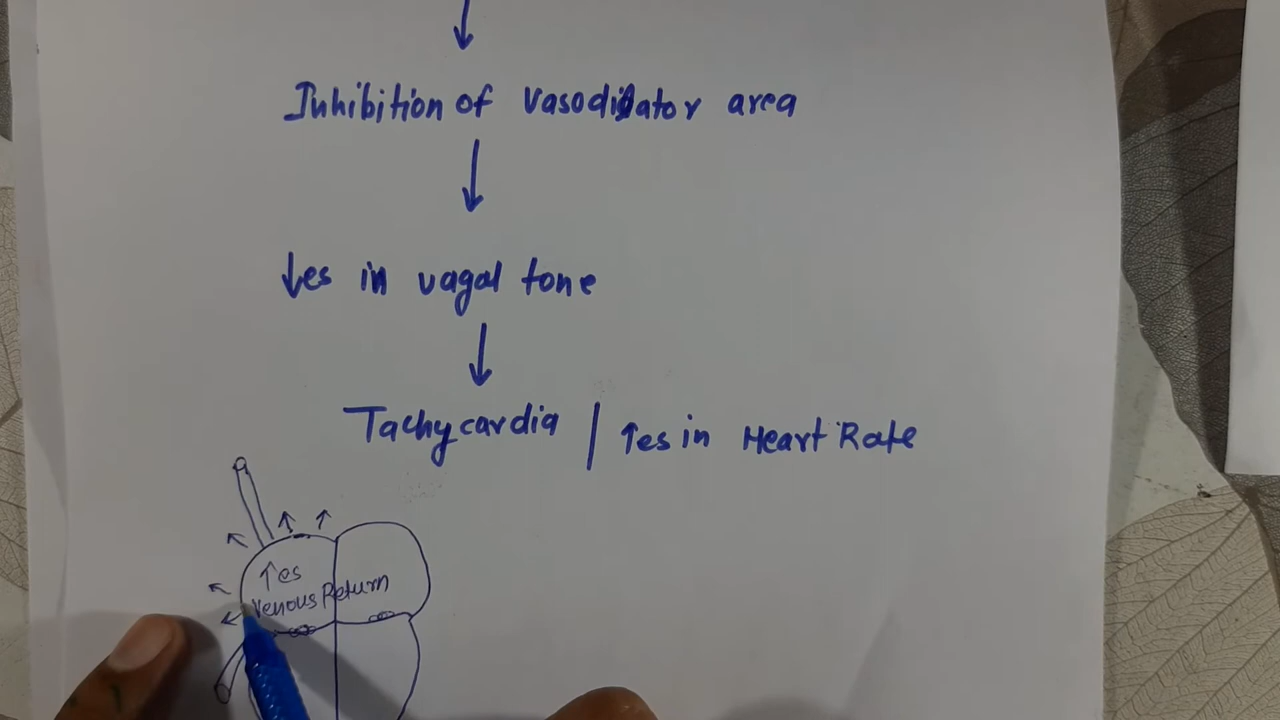 Inhibition of vasodilator area
↓es in vagal tone
Tachycardia | ↑es in Heart Rate
↑es
Venous Return